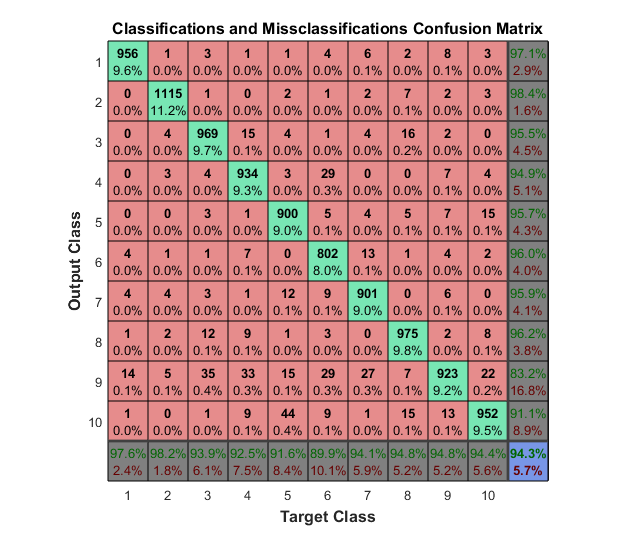 Classifications and Missclassifications Confusion Matrix
956 1 3 1 1 4 6 2 8 3 97.1%
1
9.6% 0.0% 0.0% 0.0% 0.0% 0.0% 0.1% 0.0% 0.1% 0.0% 2.9%
0 1115 1 0 2 1 2 7 2 3 98.4%
2
0.0% 11.2% 0.0% 0.0% 0.0% 0.0% 0.0% 0.1% 0.0% 0.0% 1.6%
0 4 969 15 4 1 4 16 2 0 95.5%
3
0.0% 0.0% 9.7% 0.1% 0.0% 0.0% 0.0% 0.2% 0.0% 0.0% 4.5%
0 3 4 934 3 29 0 0 7 4 94.9%
4
0.0% 0.0% 0.0% 9.3% 0.0% 0.3% 0.0% 0.0% 0.1% 0.0% 5.1%
0 0 3 1 900 5 4 5 7 15 95.7%
5
0.0% 0.0% 0.0% 0.0% 9.0% 0.1% 0.0% 0.1% 0.1% 0.1% 4.3%
4 1 1 7 0 802 13 1 4 2 96.0%
6
0.0% 0.0% 0.0% 0.1% 0.0% 8.0% 0.1% 0.0% 0.0% 0.0% 4.0%
4 4 3 1 12 9 901 0 6 0 95.9%
7
0.0% 0.0% 0.0% 0.0% 0.1% 0.1% 9.0% 0.0% 0.1% 0.0% 4.1%
1 2 12 9 1 3 0 975 2 8 96.2%
8
0.0% 0.0% 0.1% 0.1% 0.0% 0.0% 0.0% 9.8% 0.0% 0.1% 3.8%
14 5 35 33 15 29 27 7 923 22 83.2%
9
0.1% 0.1% 0.4% 0.3% 0.1% 0.3% 0.3% 0.1% 9.2% 0.2% 16.8%
1 0 1 9 44 9 1 15 13 952 91.1%
10
0.0% 0.0% 0.0% 0.1% 0.4% 0.1% 0.0% 0.1% 0.1% 9.5% 8.9%
97.6% 98.2% 93.9% 92.5% 91.6% 89.9% 94.1% 94.8% 94.8% 94.4% 94.3%
2.4% 1.8% 6.1% 7.5% 8.4% 10.1% 5.9% 5.2% 5.2% 5.6% 5.7%
1 2 3 4 5 6 7 8 9 10
Target Class
Output Class